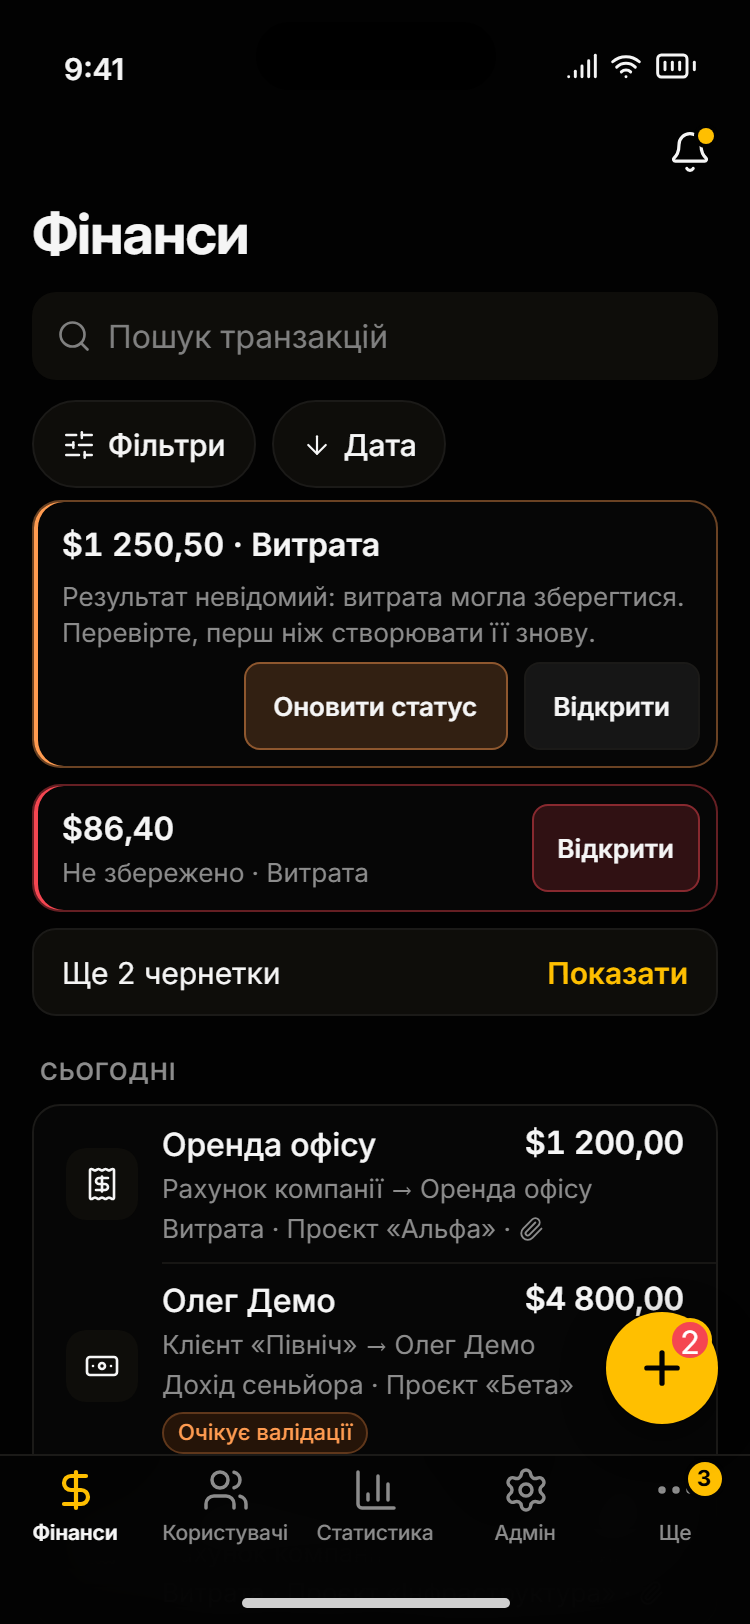 9:41
Фінанси
Пошук транзакцій
Фільтри
Дата
$1 250,50 · Витрата
Результат невідомий: витрата могла зберегтися.
Перевірте, перш ніж створювати її знову.
Оновити статус
Відкрити
$86,40
Не збережено · Витрата
Відкрити
Ще 2 чернетки
Показати
СЬОГОДНІ
Оренда офісу
$1 200,00
Рахунок компанії → Оренда офісу
Витрата · Проєкт «Альфа» ·
Олег Демо
$4 800,00
Клієнт «Північ» → Олег Демо
Дохід сеньйора · Проєкт «Бета»
2
Очікує валідації
3
Фінанси
Користувачі
Статистика
Адмін
Ще